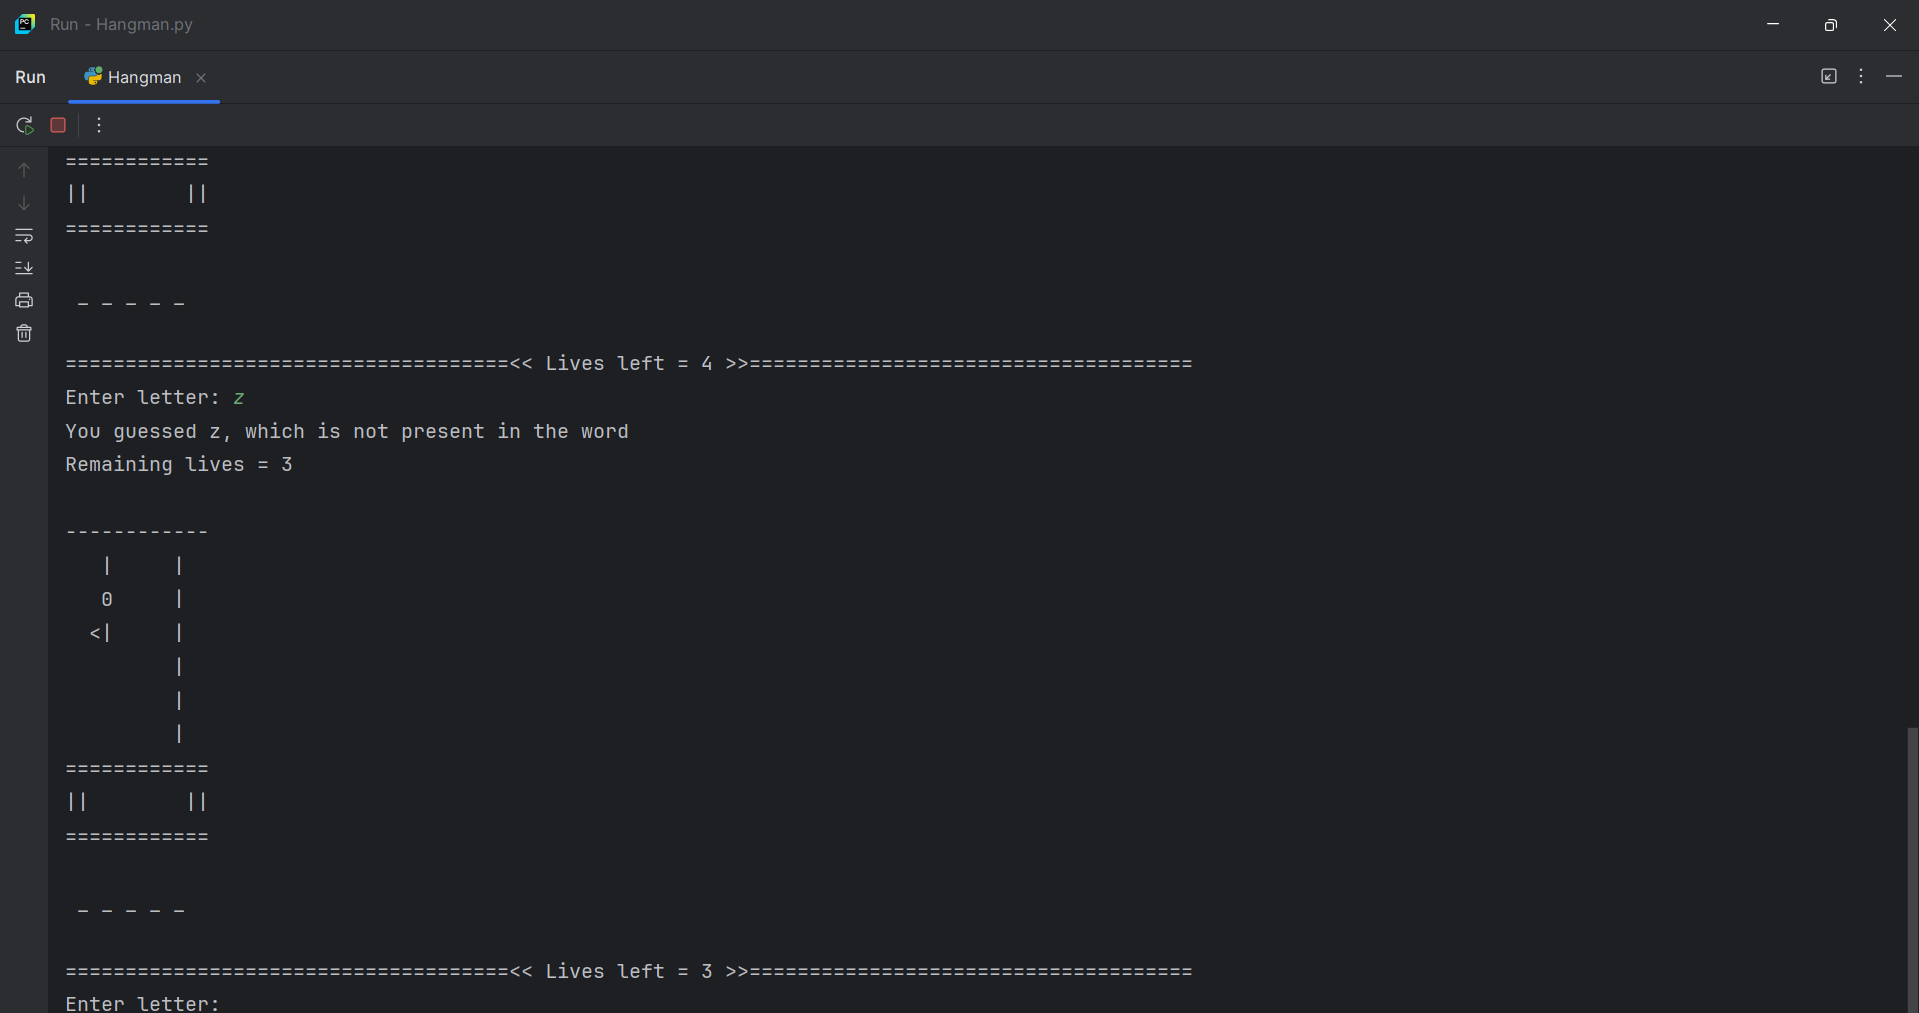 Run - Hangman.py
Run Hangman
============
||        ||
============
 _ _ _ _ _
=====================================<< Lives left = 4 >>=====================================
Enter letter: z
You guessed z, which is not present in the word
Remaining lives = 3
------------
   |     |
   0     |
  <|     |
         |
         |
         |
============
||        ||
============
 _ _ _ _ _
=====================================<< Lives left = 3 >>=====================================
Enter letter: